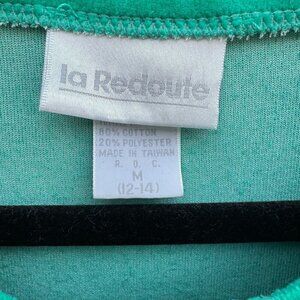 la Redoute
80% COTTON
20% POLYESTER
MADE IN TAIWAN
R. O. C.
M
(12-14)